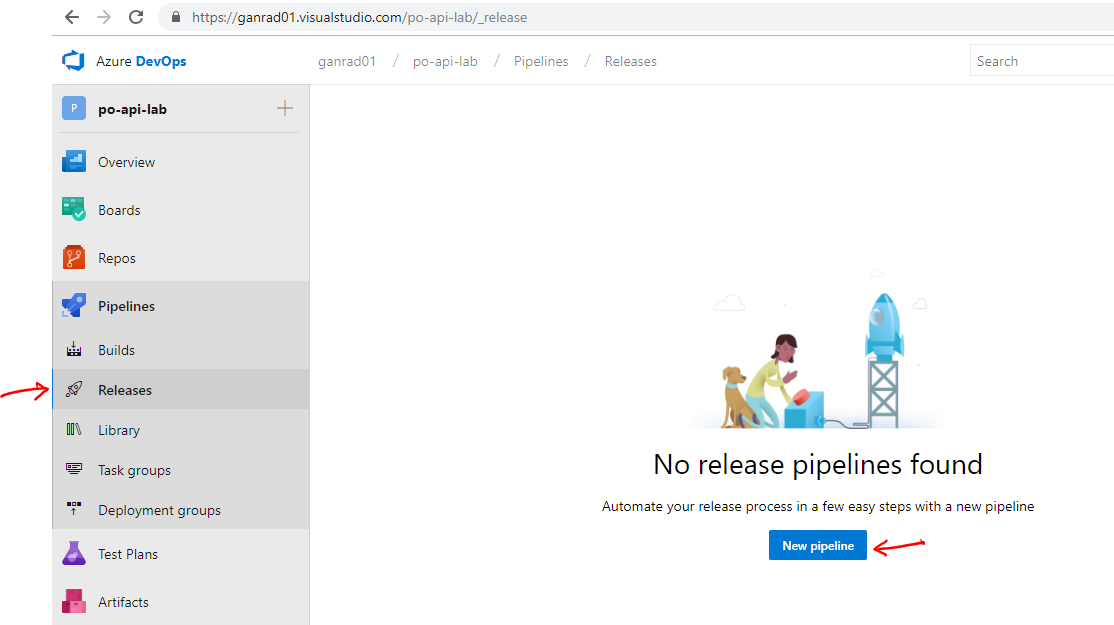 https://ganrad01.visualstudio.com/po-api-lab/_release
Azure DevOps
ganrad01 / po-api-lab / Pipelines / Releases
Search
P po-api-lab
Overview
Boards
Repos
Pipelines
Builds
Releases
Library
Task groups
Deployment groups
Test Plans
Artifacts
No release pipelines found
Automate your release process in a few easy steps with a new pipeline
New pipeline